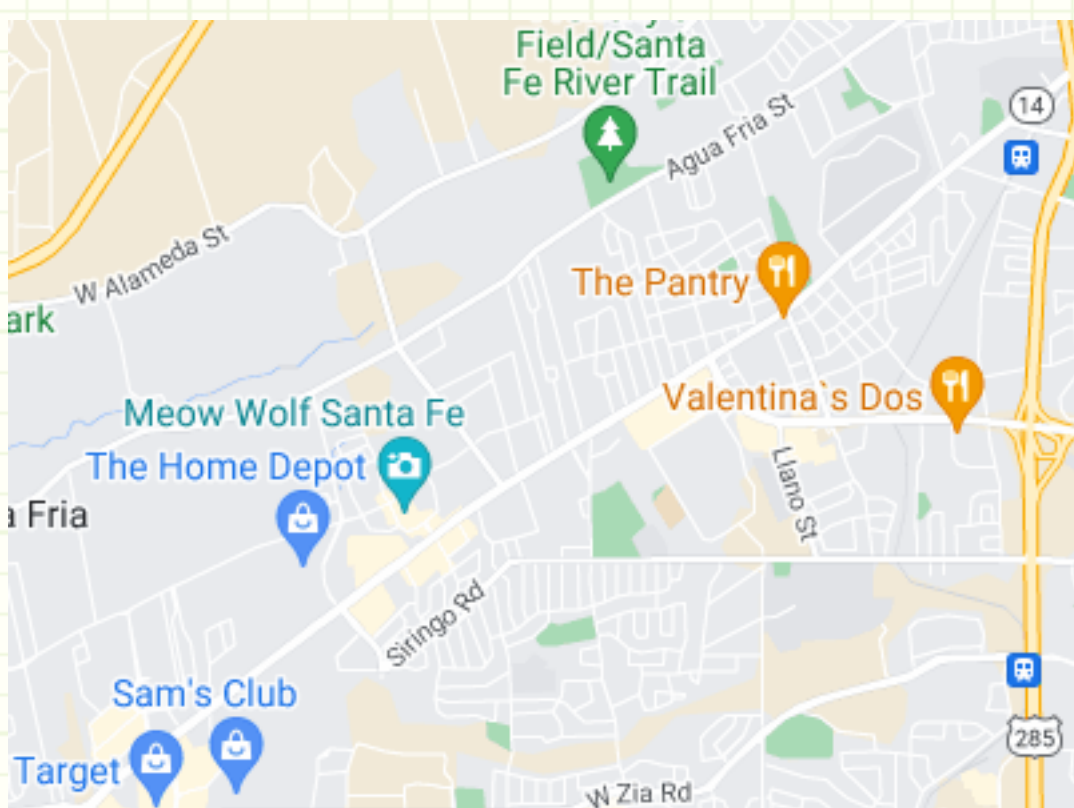 Field/Santa
Fe River Trail
Agua Fria St
14
W Alameda St
The Pantry
ark
Valentina`s Dos
Meow Wolf Santa Fe
The Home Depot
Llano St
a Fria
Siringo Rd
Sam's Club
285
Target
W Zia Rd